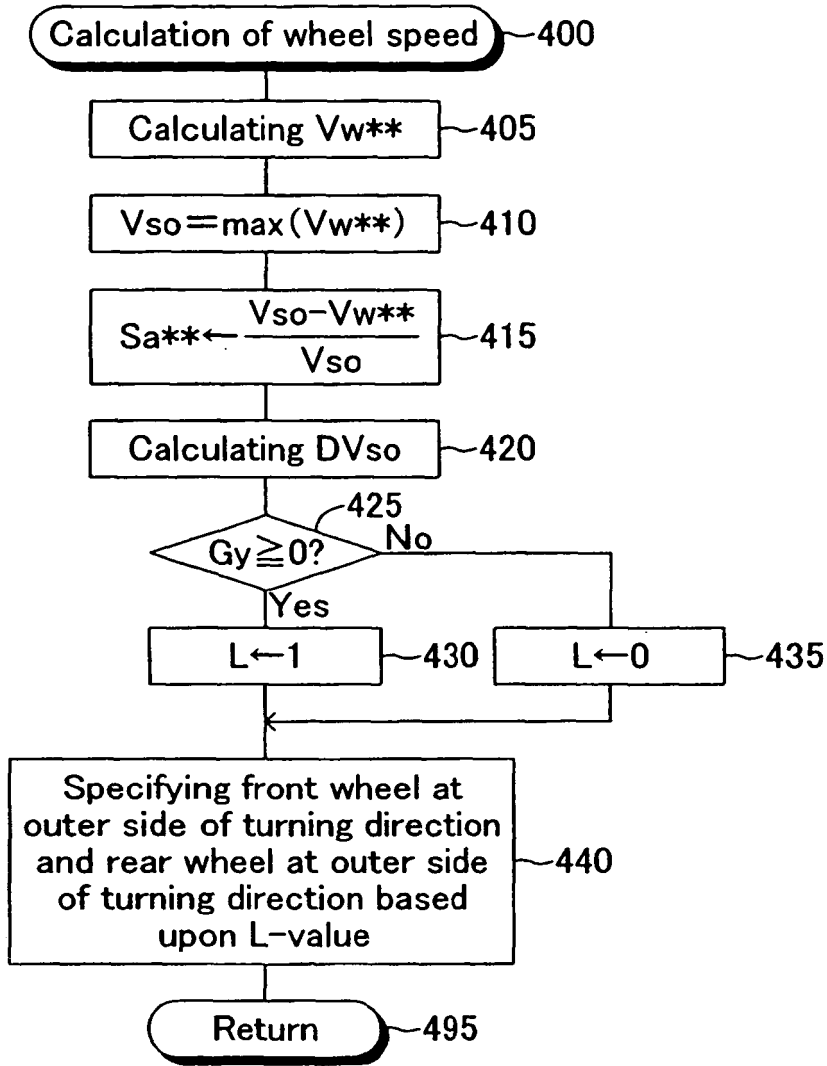 Calculation of wheel speed
400
Calculating Vw**
405
Vso=max(Vw**)
410
Sa**←
Vso-Vw**
Vso
415
Calculating DVso
420
425
Gy≧0?
No
Yes
L←1
430
L←0
435
Specifying front wheel at
outer side of turning direction
and rear wheel at outer side
of turning direction based
upon L-value
440
Return
495